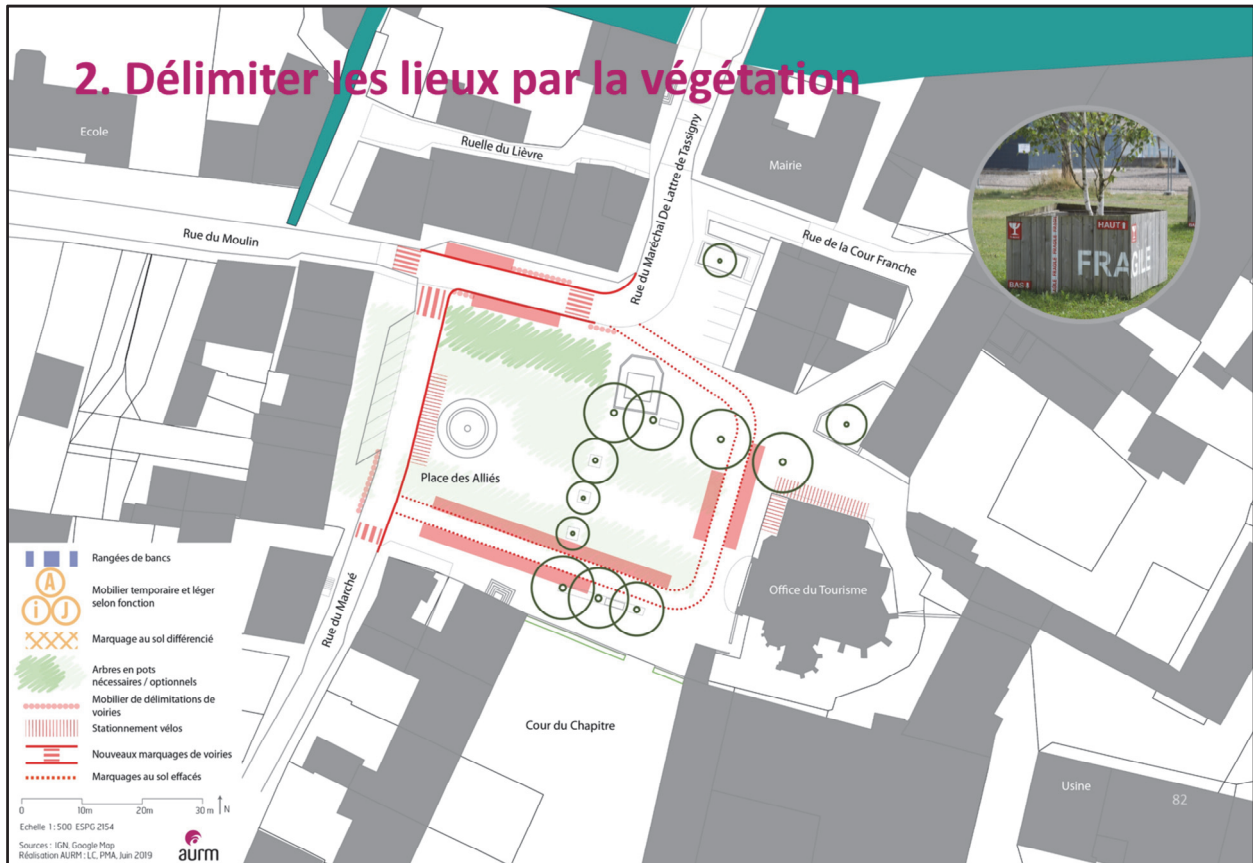 2. Délimiter les lieux par la végétation
Ecole
Ruelle du Lièvre
Rue du Maréchal De Lattre de Tassigny
Mairie
HAUT
FRAGILE
BAS
Rue du Moulin
Rue de la Cour Franche
Place des Alliés
Rue du Marché
Office du Tourisme
Cour du Chapitre
Usine
82
Rangées de bancs
A
i J
Mobilier temporaire et léger
selon fonction
Marquage au sol différencié
Arbres en pots
nécessaires / optionnels
Mobilier de délimitations de
voiries
Stationnement vélos
Nouveaux marquages de voiries
Marquages au sol effacés
0 10m 20m 30 m N
Echelle 1:500 ESPG 2154
Sources : IGN, Google Map
Réalisation AURM : LC, PMA, Juin 2019
aurm